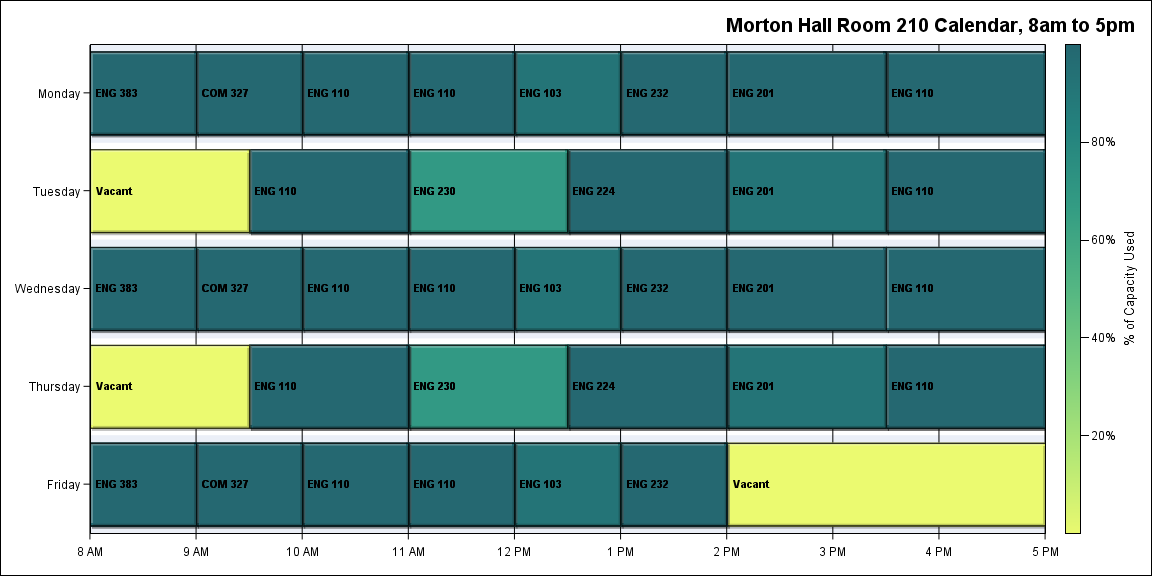 Morton Hall Room 210 Calendar, 8am to 5pm
Monday
ENG 383
COM 327
ENG 110
ENG 110
ENG 103
ENG 232
ENG 201
ENG 110
Tuesday
Vacant
ENG 110
ENG 230
ENG 224
ENG 201
ENG 110
Wednesday
ENG 383
COM 327
ENG 110
ENG 110
ENG 103
ENG 232
ENG 201
ENG 110
Thursday
Vacant
ENG 110
ENG 230
ENG 224
ENG 201
ENG 110
Friday
ENG 383
COM 327
ENG 110
ENG 110
ENG 103
ENG 232
Vacant
8 AM
9 AM
10 AM
11 AM
12 PM
1 PM
2 PM
3 PM
4 PM
5 PM
80%
60%
40%
20%
% of Capacity Used